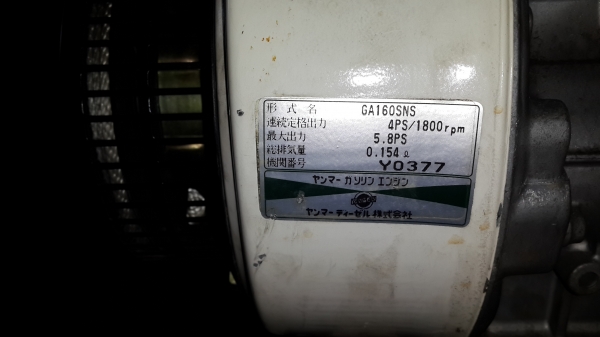 形式名 GA160SNS
連続定格出力 4PS/1800rpm
最大出力 5.8PS
総排気量 0.154ℓ
機関番号 Y0377
ヤンマー ガソリン エンジン
ヤンマーディーゼル株式会社